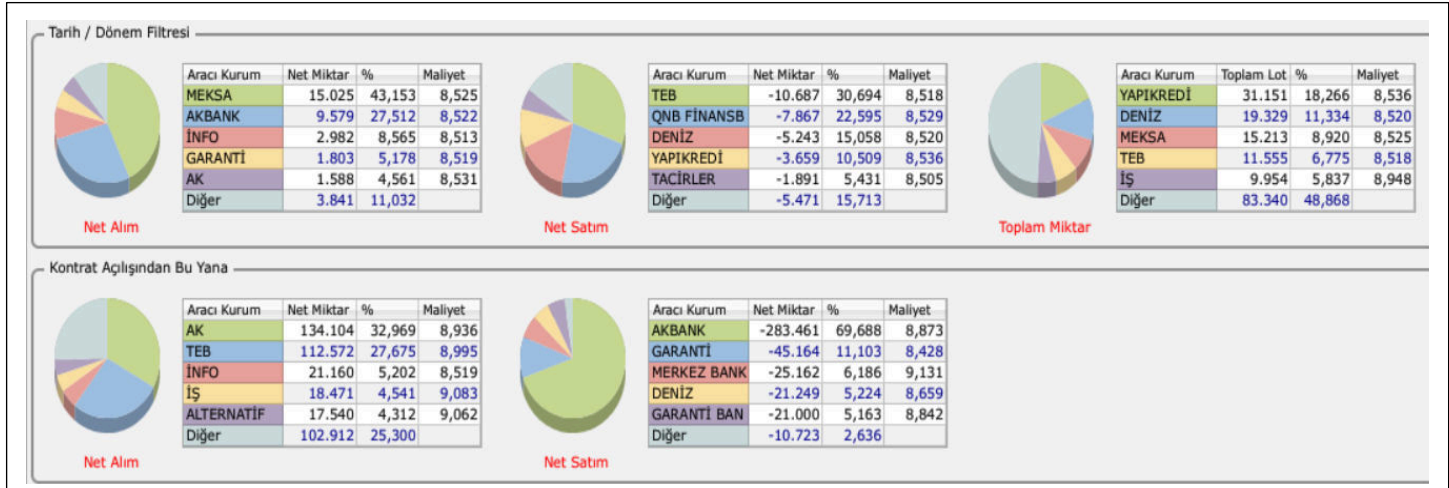 Tarih / Dönem Filtresi
Aracı Kurum Net Miktar % Maliyet
MEKSA 15.025 43,153 8,525
AKBANK 9.579 27,512 8,522
İNFO 2.982 8,565 8,513
GARANTİ 1.803 5,178 8,519
AK 1.588 4,561 8,531
Diğer 3.841 11,032
Net Alım
Aracı Kurum Net Miktar % Maliyet
TEB -10.687 30,694 8,518
QNB FİNANSB -7.867 22,595 8,529
DENİZ -5.243 15,058 8,520
YAPIKREDİ -3.659 10,509 8,536
TACİRLER -1.891 5,431 8,505
Diğer -5.471 15,713
Net Satım
Aracı Kurum Toplam Lot % Maliyet
YAPIKREDİ 31.151 18,266 8,536
DENİZ 19.329 11,334 8,520
MEKSA 15.213 8,920 8,525
TEB 11.555 6,775 8,518
İŞ 9.954 5,837 8,948
Diğer 83.340 48,868
Toplam Miktar
Kontrat Açılışından Bu Yana
Aracı Kurum Net Miktar % Maliyet
AK 134.104 32,969 8,936
TEB 112.572 27,675 8,995
İNFO 21.160 5,202 8,519
İŞ 18.471 4,541 9,083
ALTERNATİF 17.540 4,312 9,062
Diğer 102.912 25,300
Net Alım
Aracı Kurum Net Miktar % Maliyet
AKBANK -283.461 69,688 8,873
GARANTİ -45.164 11,103 8,428
MERKEZ BANK -25.162 6,186 9,131
DENİZ -21.249 5,224 8,659
GARANTİ BAN -21.000 5,163 8,842
Diğer -10.723 2,636
Net Satım